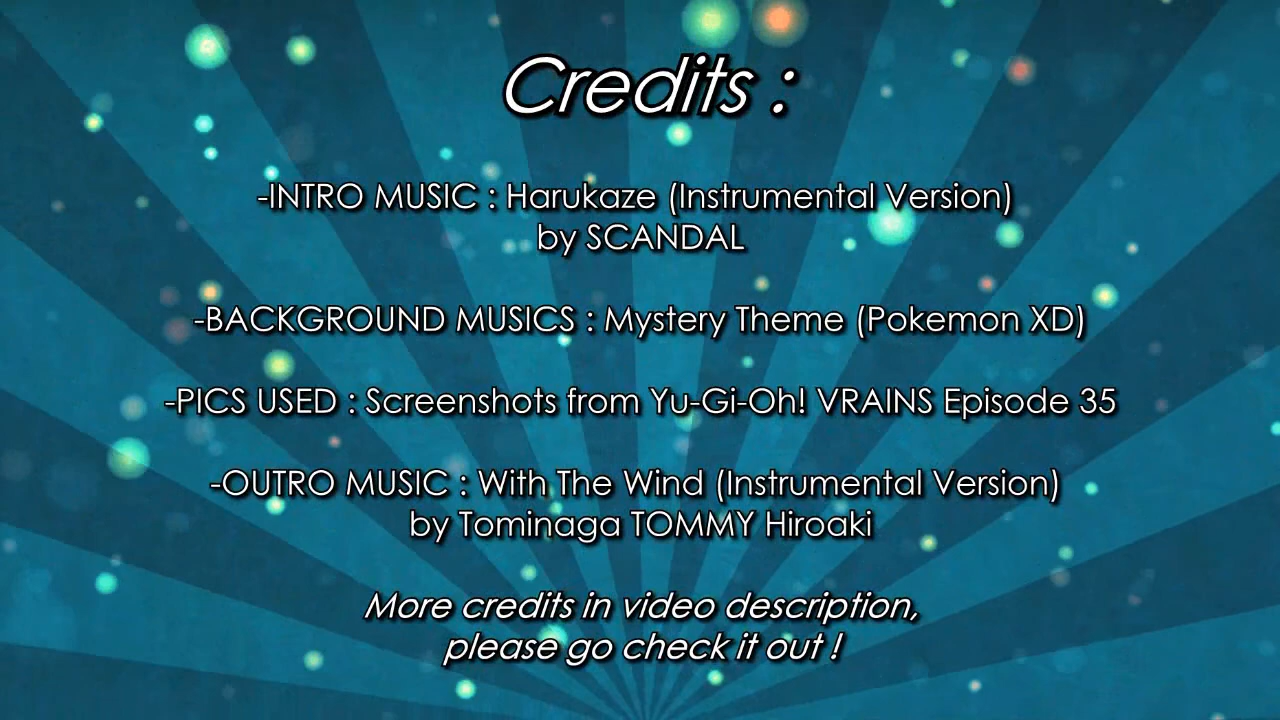 Credits :
-INTRO MUSIC : Harukaze (Instrumental Version)
by SCANDAL
-BACKGROUND MUSICS : Mystery Theme (Pokemon XD)
-PICS USED : Screenshots from Yu-Gi-Oh! VRAINS Episode 35
-OUTRO MUSIC : With The Wind (Instrumental Version)
by Tominaga TOMMY Hiroaki
More credits in video description,
please go check it out !